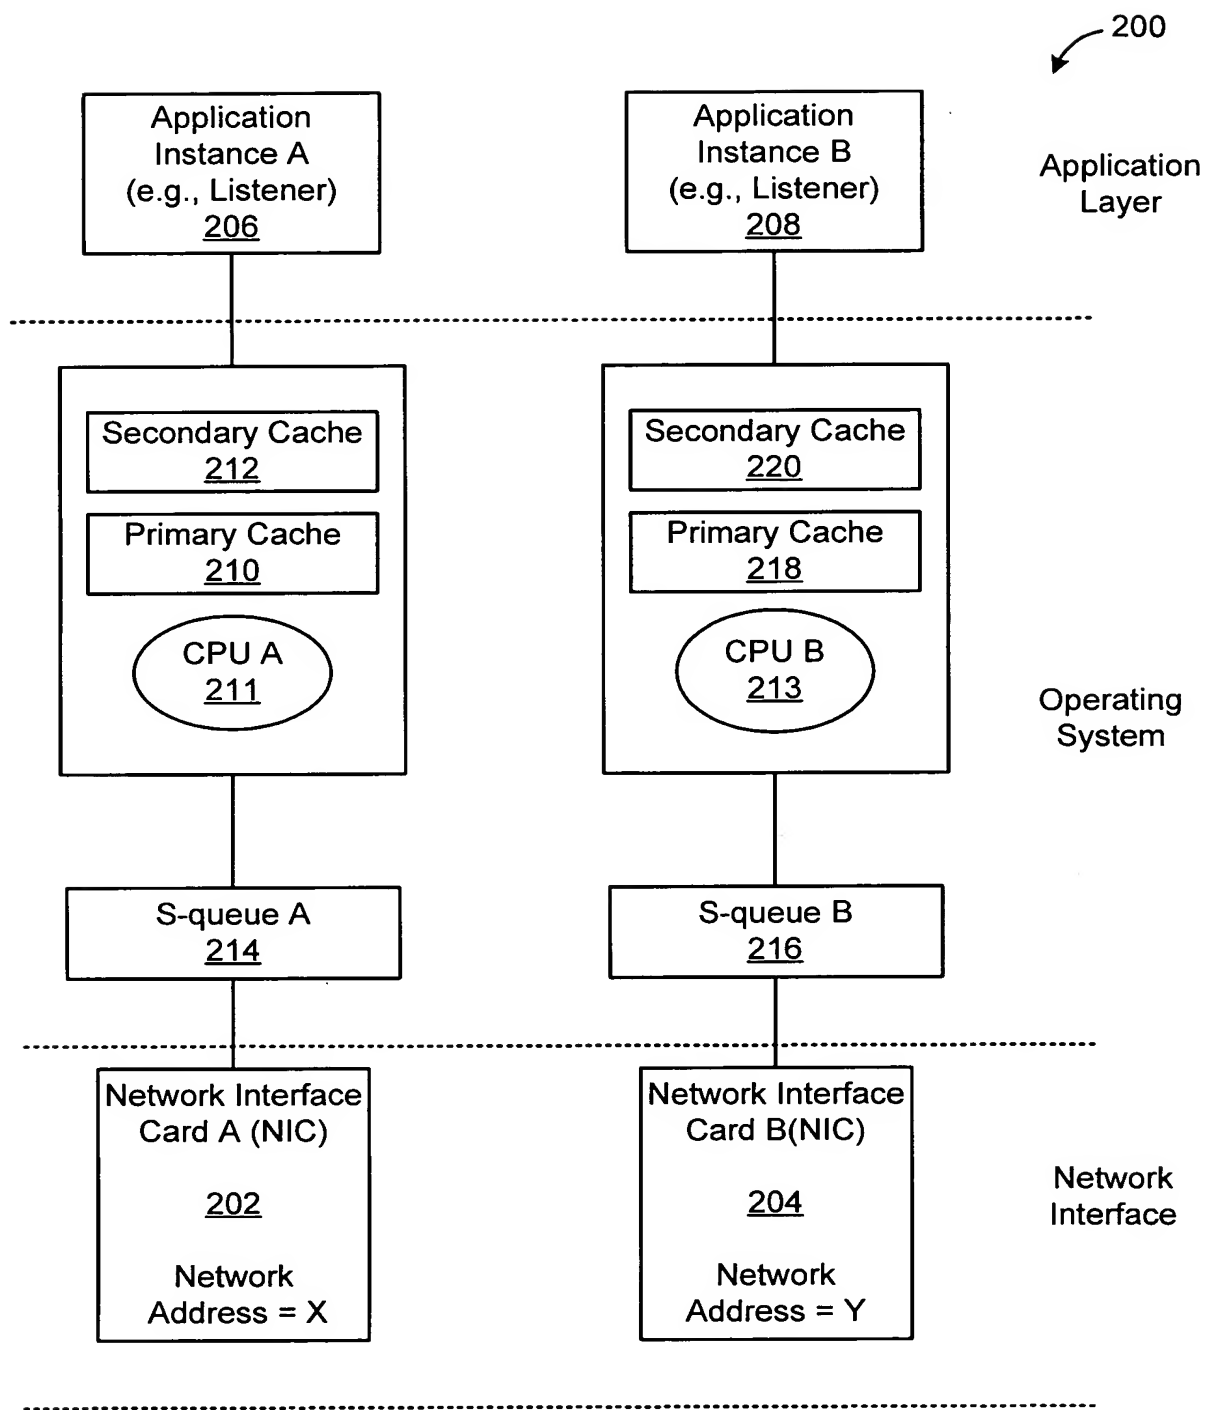 200
Application
Instance A
(e.g., Listener)
206
Application
Instance B
(e.g., Listener)
208
Application
Layer
Secondary Cache
212
Primary Cache
210
CPU A
211
Secondary Cache
220
Primary Cache
218
CPU B
213
Operating
System
S-queue A
214
S-queue B
216
Network Interface
Card A (NIC)
202
Network
Address = X
Network Interface
Card B(NIC)
204
Network
Address = Y
Network
Interface